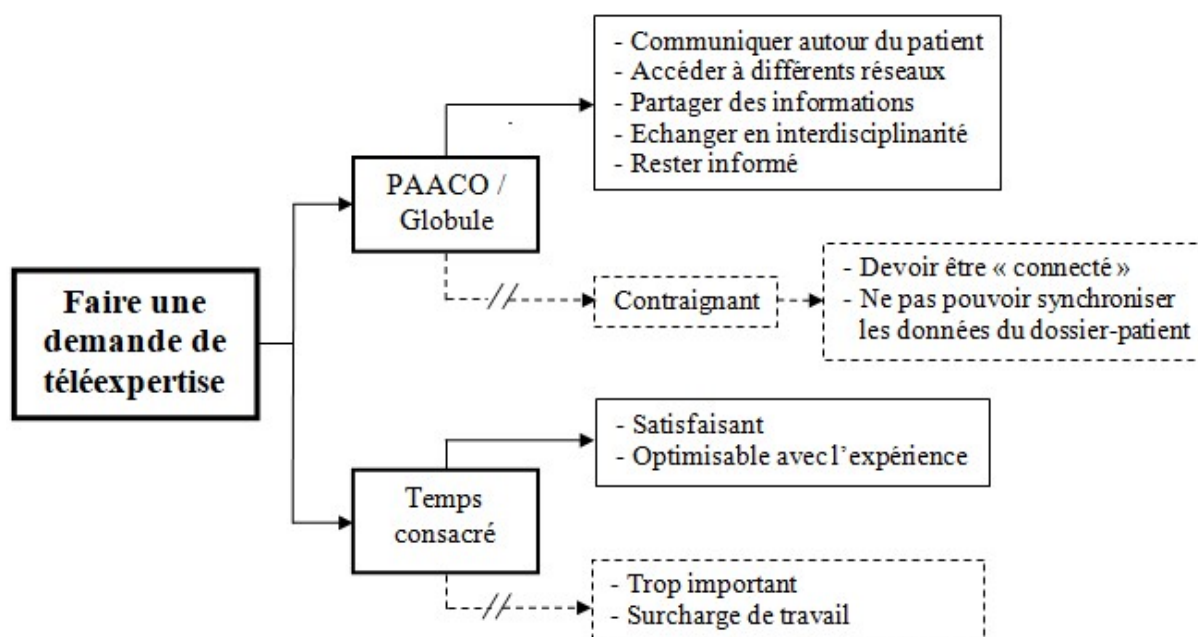 - Communiquer autour du patient
- Accéder à différents réseaux
- Partager des informations
- Echanger en interdisciplinarité
- Rester informé
PAACO /
Globule
- Devoir être « connecté »
- Ne pas pouvoir synchroniser
les données du dossier-patient
Contraignant
Faire une
demande de
téléexpertise
- Satisfaisant
- Optimisable avec l’expérience
Temps
consacré
- Trop important
- Surcharge de travail